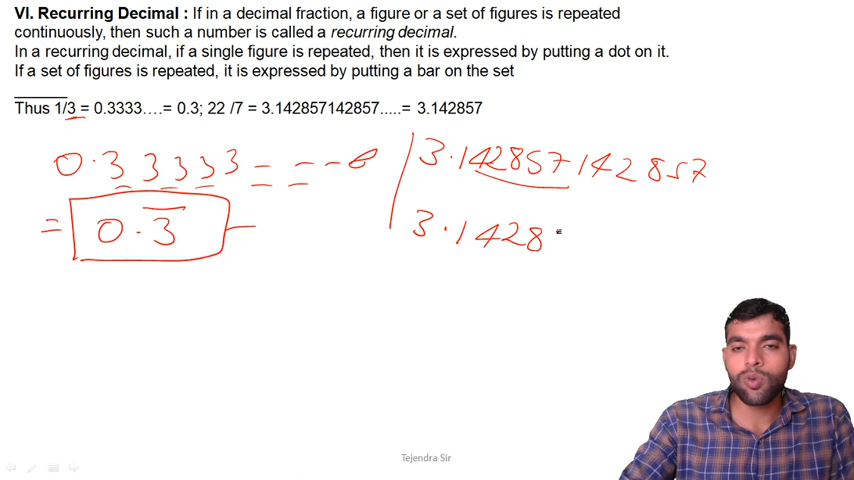 VI. Recurring Decimal : If in a decimal fraction, a figure or a set of figures is repeated
continuously, then such a number is called a recurring decimal.
In a recurring decimal, if a single figure is repeated, then it is expressed by putting a dot on it.
If a set of figures is repeated, it is expressed by putting a bar on the set
Thus 1/3 = 0.3333….= 0.3; 22 /7 = 3.142857142857.....= 3.142857
0.33333
3.142857142857
= 0.3
3.1428
Tejendra Sir